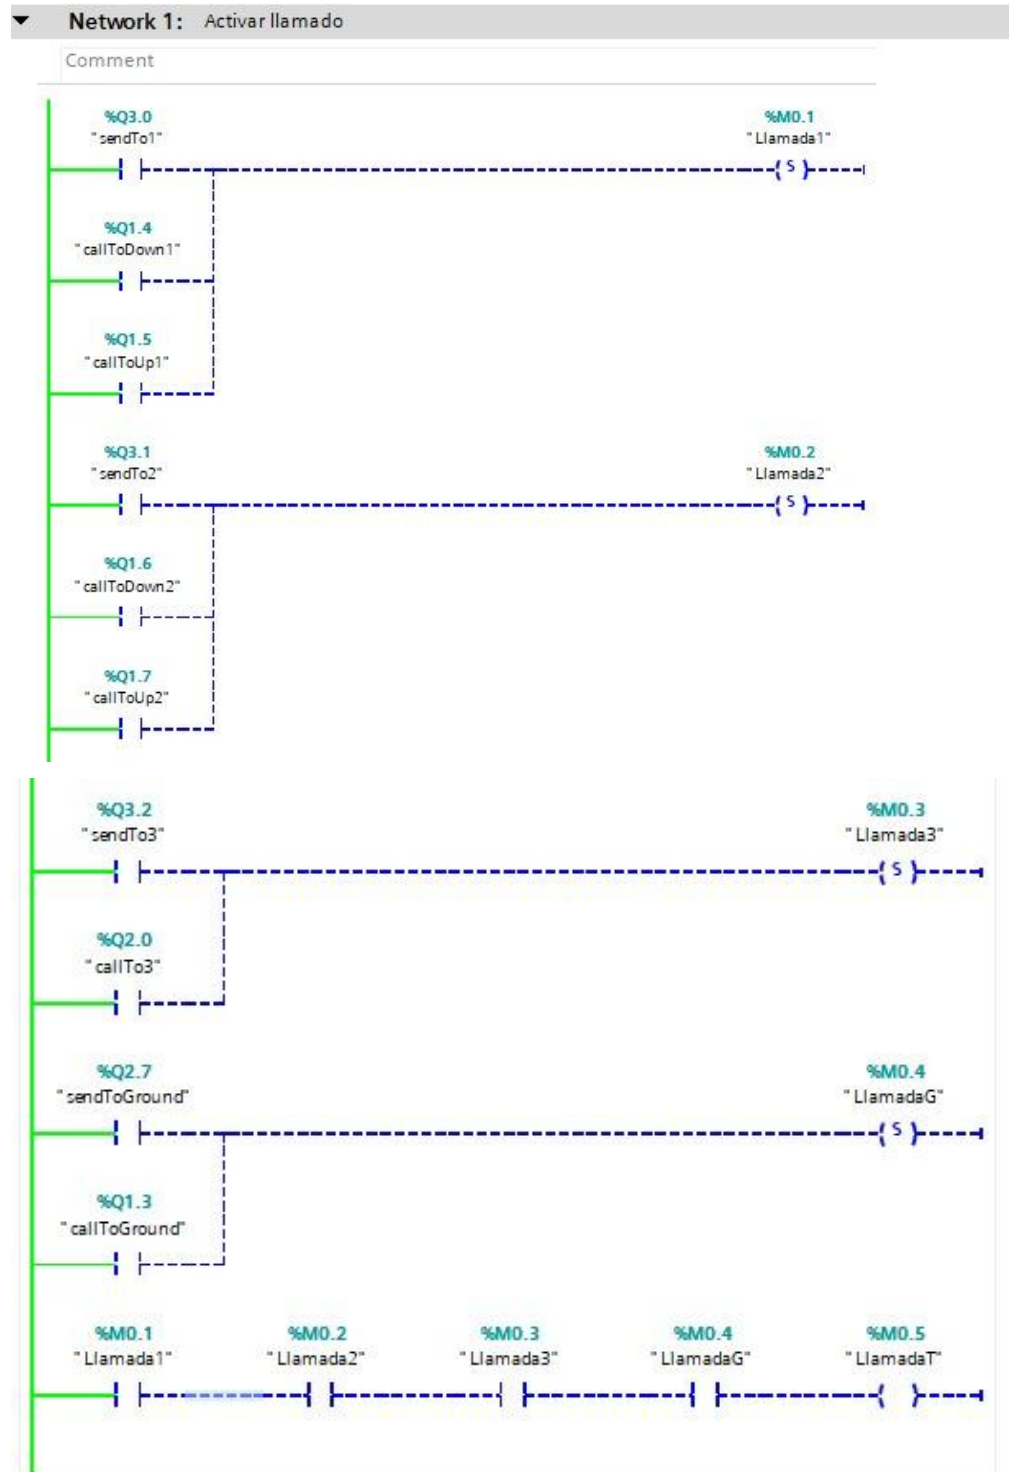 Network 1: Activar llamado
Comment
%Q3.0 %M0.1
"sendTo1" "Llamada1"
S
%Q1.4
"callToDown1"
%Q1.5
"callToUp1"
%Q3.1 %M0.2
"sendTo2" "Llamada2"
S
%Q1.6
"callToDown2"
%Q1.7
"callToUp2"
%Q3.2 %M0.3
"sendTo3" "Llamada3"
S
%Q2.0
"callTo3"
%Q2.7 %M0.4
"sendToGround" "LlamadaG"
S
%Q1.3
"callToGround"
%M0.1 %M0.2 %M0.3 %M0.4 %M0.5
"Llamada1" "Llamada2" "Llamada3" "LlamadaG" "LlamadaT"